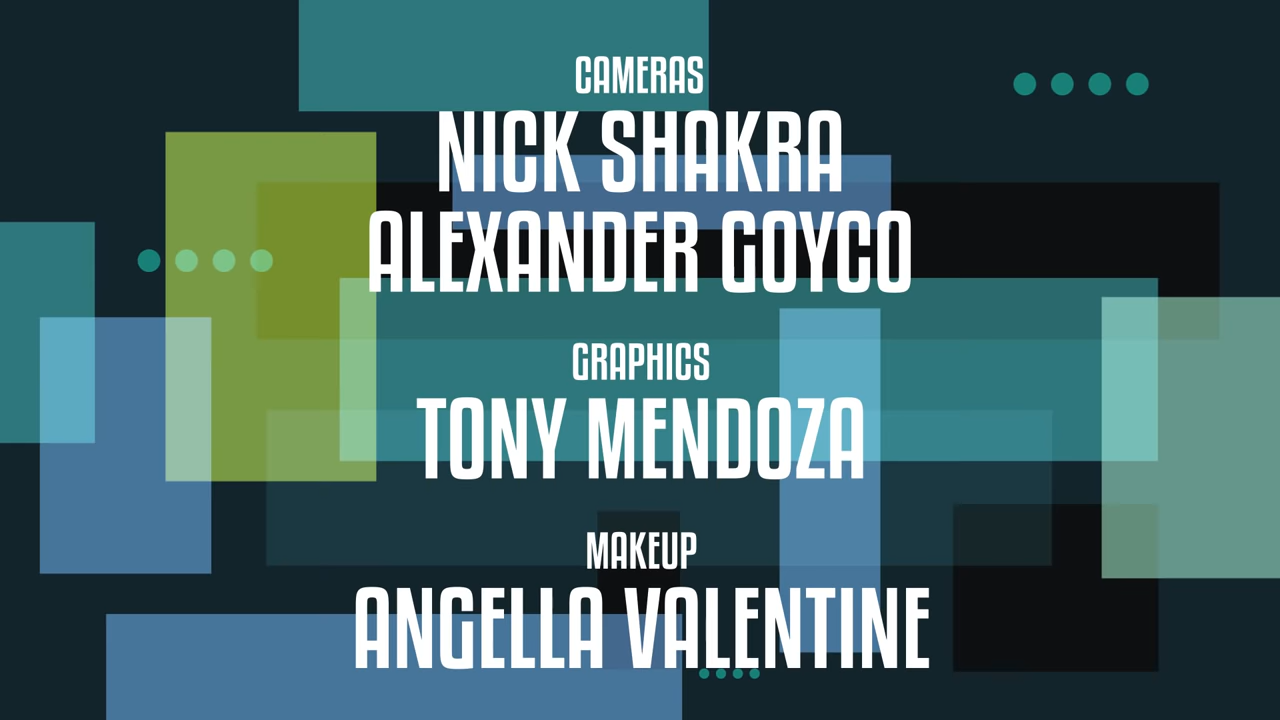 CAMERAS
NICK SHAKRA
ALEXANDER GOYCO
GRAPHICS
TONY MENDOZA
MAKEUP
ANGELLA VALENTINE